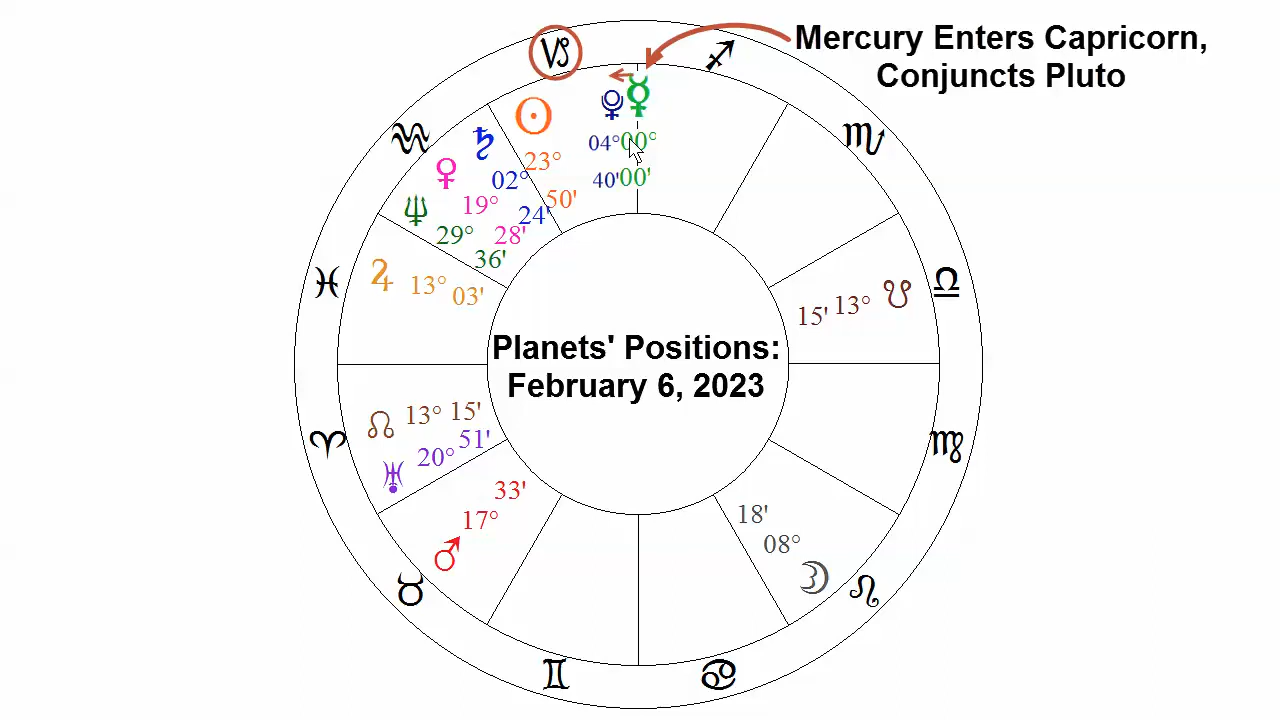 Mercury Enters Capricorn,
Conjuncts Pluto
♑ ♐
♒ ♏
♓ ♎
♈ ♍
♉ ♌
♊ ♋
☉ 23° 50'
♇ 04° 40'
☿ 00° 00'
♄ 02° 24'
♀ 19° 28'
♆ 29° 36'
♃ 13° 03'
☋ 13° 15'
Planets' Positions:
February 6, 2023
☊ 13° 15'
♅ 20° 51'
♂ 17° 33'
☽ 08° 18'